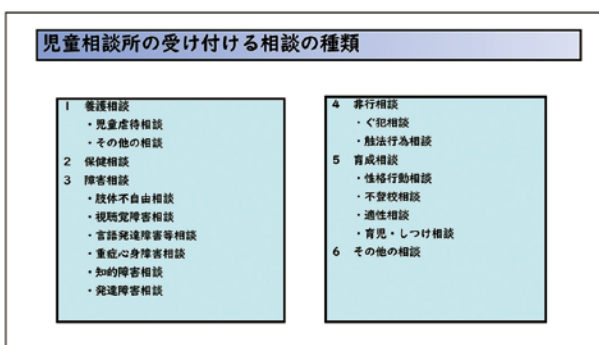 児童相談所の受け付ける相談の種類
1 養護相談
・児童虐待相談
・その他の相談
2 保健相談
3 障害相談
・肢体不自由相談
・視聴覚障害相談
・言語発達障害等相談
・重症心身障害相談
・知的障害相談
・発達障害相談
4 非行相談
・ぐ犯相談
・触法行為相談
5 育成相談
・性格行動相談
・不登校相談
・適性相談
・育児・しつけ相談
6 その他の相談